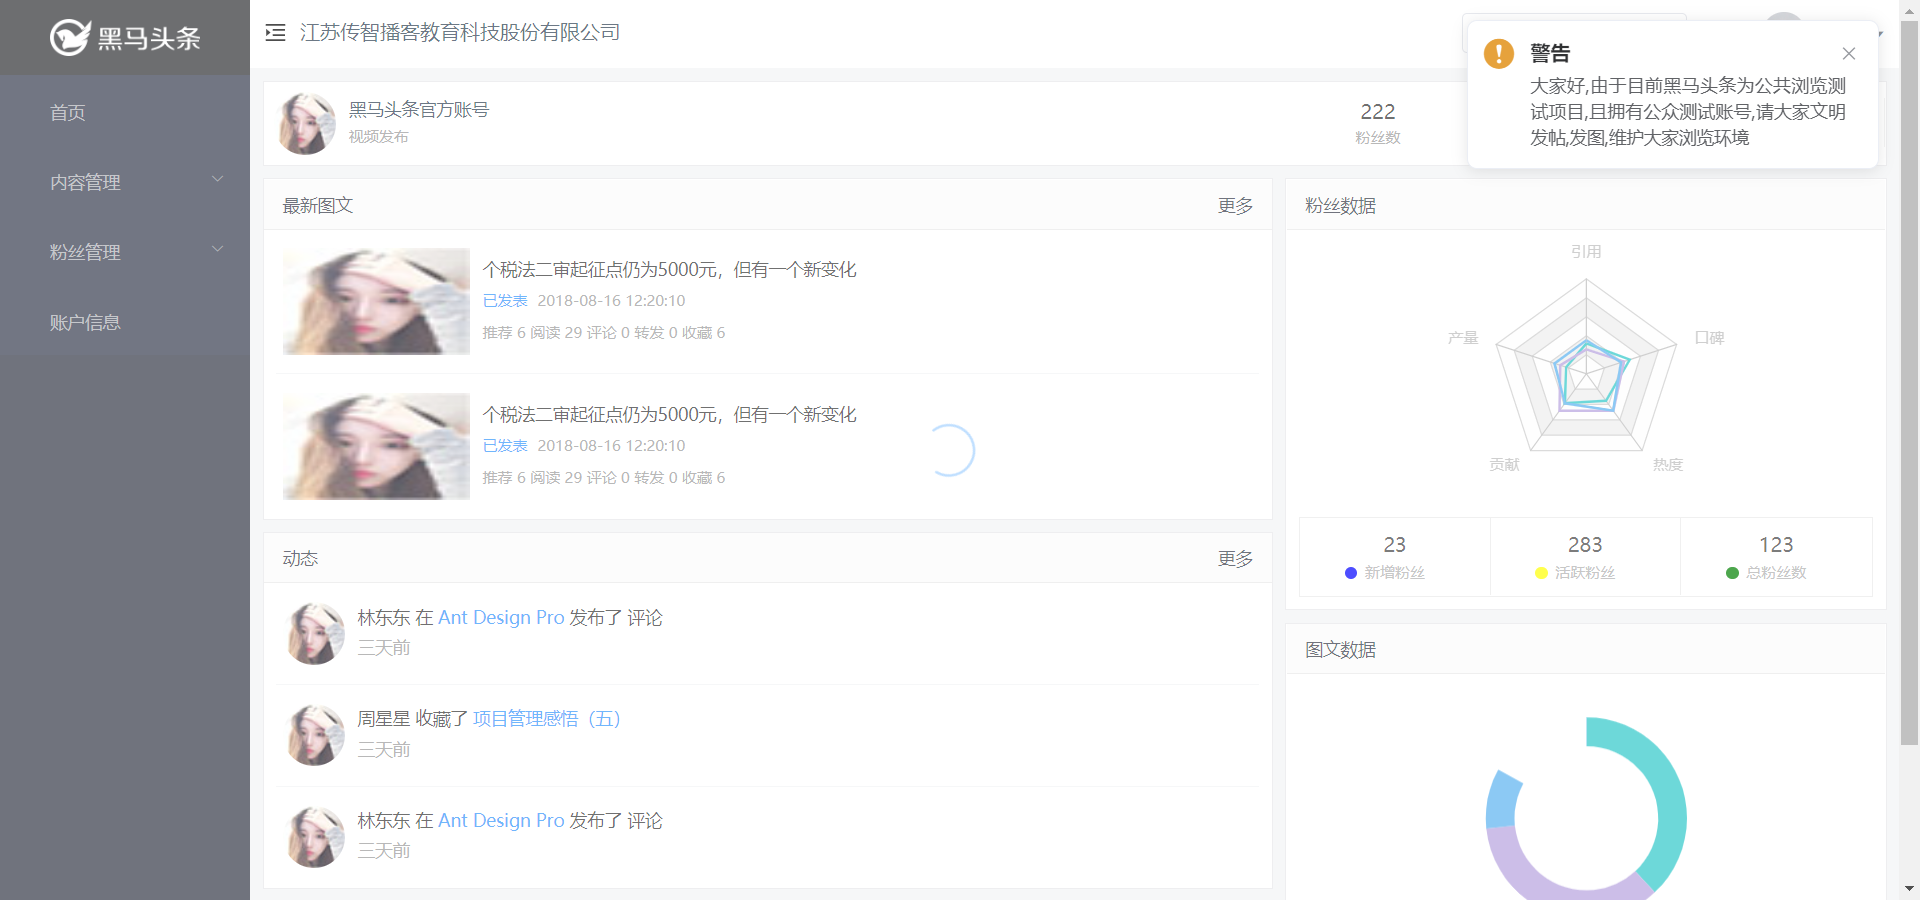 黑马头条
首页
内容管理
粉丝管理
账户信息
江苏传智播客教育科技股份有限公司
警告
大家好,由于目前黑马头条为公共浏览测
试项目,且拥有公众测试账号,请大家文明
发帖,发图,维护大家浏览环境
黑马头条官方账号
视频发布
222
粉丝数
最新图文 更多
个税法二审起征点仍为5000元，但有一个新变化
已发表 2018-08-16 12:20:10
推荐 6 阅读 29 评论 0 转发 0 收藏 6
个税法二审起征点仍为5000元，但有一个新变化
已发表 2018-08-16 12:20:10
推荐 6 阅读 29 评论 0 转发 0 收藏 6
动态 更多
林东东 在 Ant Design Pro 发布了 评论
三天前
周星星 收藏了 项目管理感悟（五）
三天前
林东东 在 Ant Design Pro 发布了 评论
三天前
粉丝数据
引用
产量
口碑
贡献
热度
23
新增粉丝
283
活跃粉丝
123
总粉丝数
图文数据